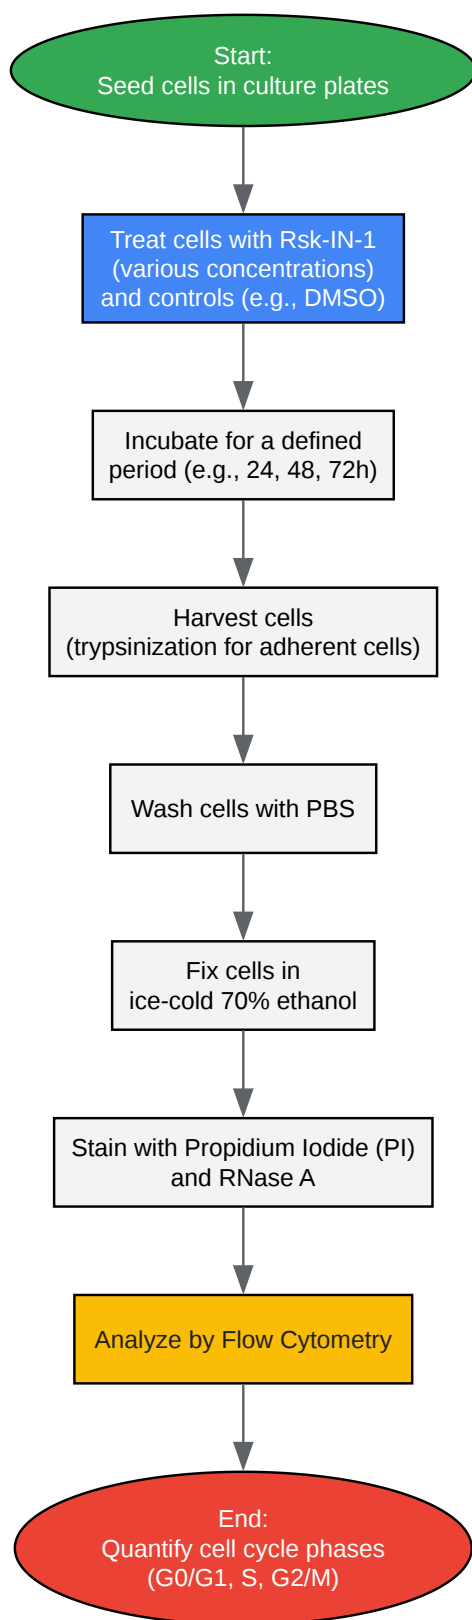 Start:
Seed cells in culture plates
Treat cells with Rsk-IN-1
(various concentrations)
and controls (e.g., DMSO)
Incubate for a defined
period (e.g., 24, 48, 72h)
Harvest cells
(trypsinization for adherent cells)
Wash cells with PBS
Fix cells in
ice-cold 70% ethanol
Stain with Propidium Iodide (PI)
and RNase A
Analyze by Flow Cytometry
End:
Quantify cell cycle phases
(G0/G1, S, G2/M)